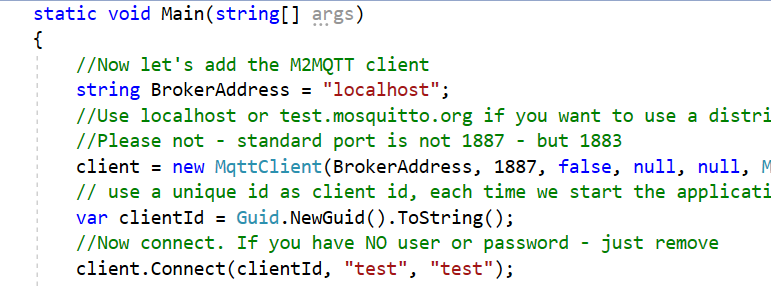 static void Main(string[] args)
{
//Now let's add the M2MQTT client
string BrokerAddress = "localhost";
//Use localhost or test.mosquitto.org if you want to use a distri
//Please not - standard port is not 1887 - but 1883
client = new MqttClient(BrokerAddress, 1887, false, null, null, M
// use a unique id as client id, each time we start the applicati
var clientId = Guid.NewGuid().ToString();
//Now connect. If you have NO user or password - just remove
client.Connect(clientId, "test", "test");